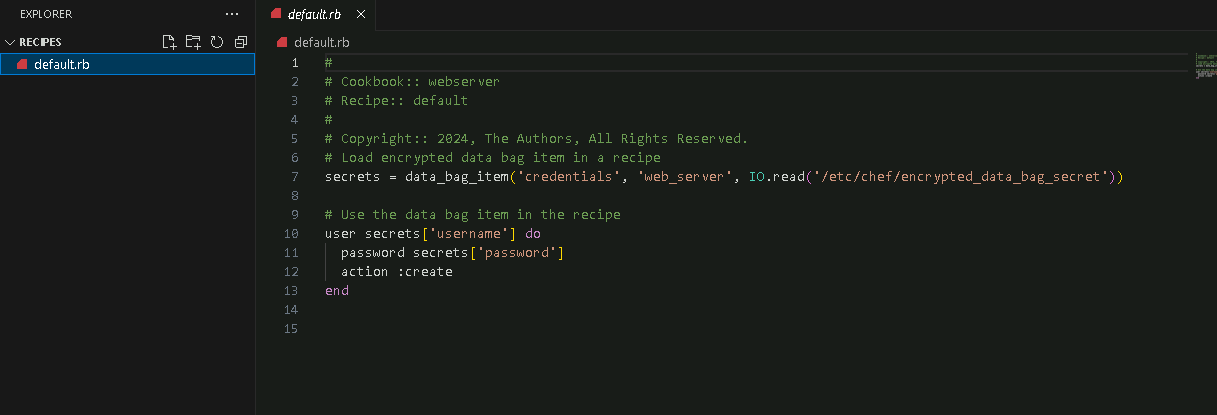 EXPLORER
RECIPES
default.rb
default.rb
default.rb
1 #
2 # Cookbook:: webserver
3 # Recipe:: default
4 #
5 # Copyright:: 2024, The Authors, All Rights Reserved.
6 # Load encrypted data bag item in a recipe
7 secrets = data_bag_item('credentials', 'web_server', IO.read('/etc/chef/encrypted_data_bag_secret'))
8
9 # Use the data bag item in the recipe
10 user secrets['username'] do
11   password secrets['password']
12   action :create
13 end
14
15